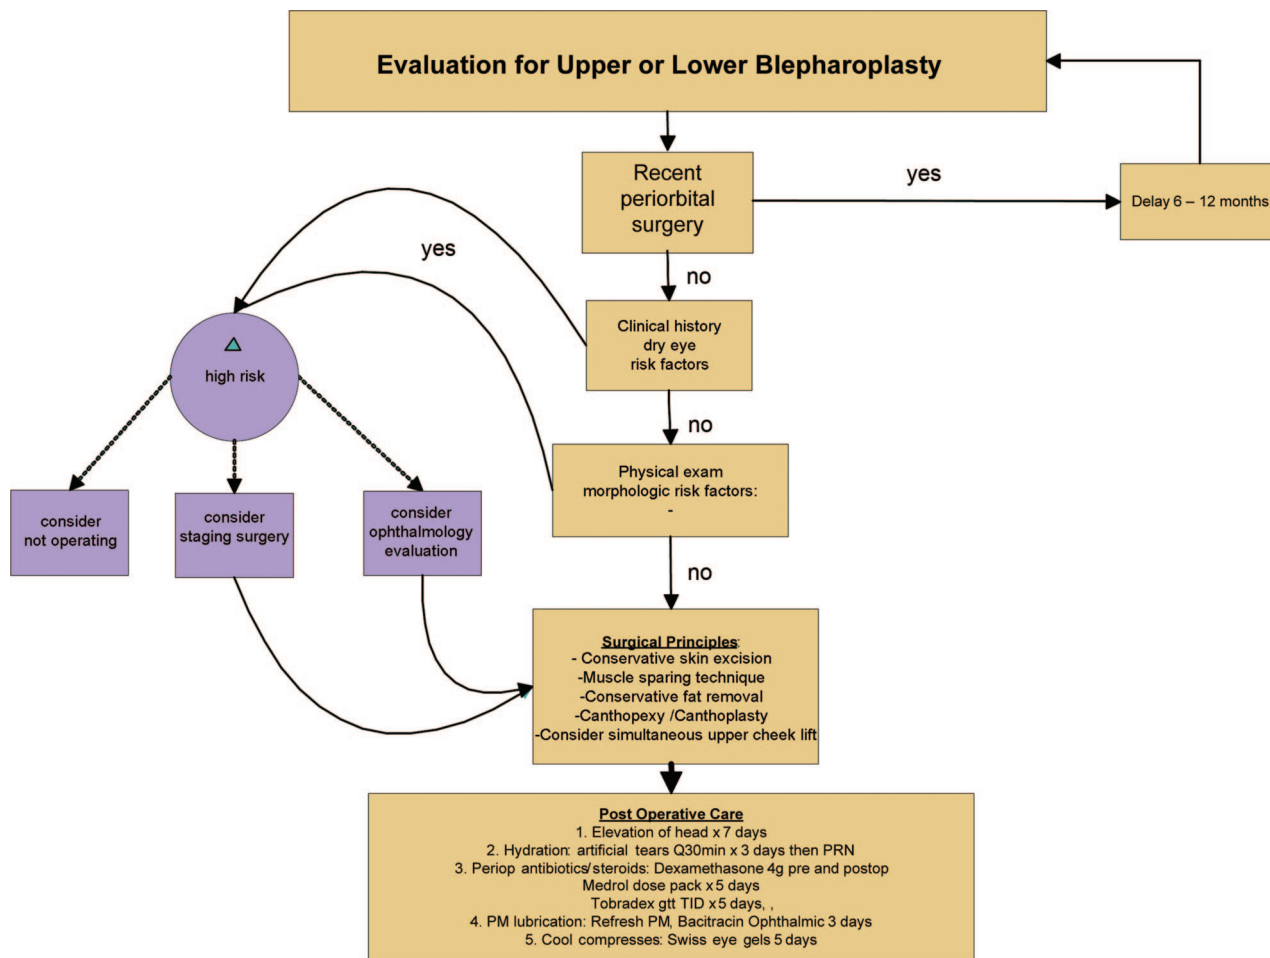 Evaluation for Upper or Lower Blepharoplasty
Recent
periorbital
surgery
yes
Delay 6 – 12 months
no
yes
Clinical history
dry eye
risk factors
high risk
no
Physical exam
morphologic risk factors:
-
consider
not operating
consider
staging surgery
consider
ophthalmology
evaluation
no
Surgical Principles:
- Conservative skin excision
-Muscle sparing technique
-Conservative fat removal
-Canthopexy /Canthoplasty
-Consider simultaneous upper cheek lift
Post Operative Care
1. Elevation of head x 7 days
2. Hydration: artificial tears Q30min x 3 days then PRN
3. Periop antibiotics/steroids: Dexamethasone 4g pre and postop
Medrol dose pack x 5 days
Tobradex gtt TID x 5 days, ,
4. PM lubrication: Refresh PM, Bacitracin Ophthalmic 3 days
5. Cool compresses: Swiss eye gels 5 days